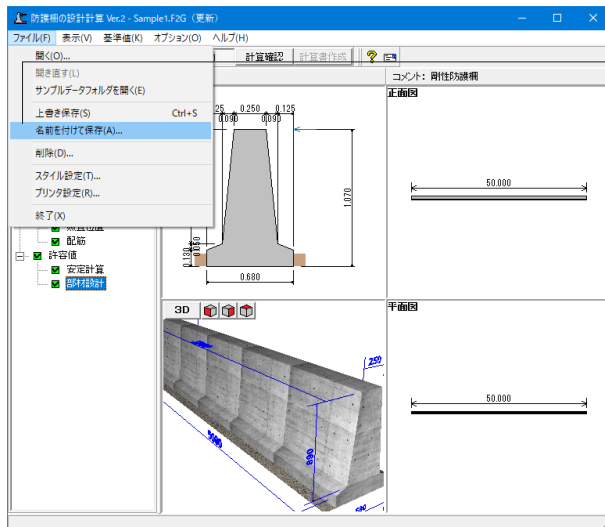 防護柵の設計計算 Ver.2 - Sample1.F2G（更新）
ファイル(F) 表示(V) 基準値(K) オプション(O) ヘルプ(H)
計算確認 計算書作成 ?
開く(O)...
開き直す(L)
サンプルデータフォルダを開く(E)
上書き保存(S) Ctrl+S
名前を付けて保存(A)...
削除(D)...
スタイル設定(T)...
プリンタ設定(R)...
終了(X)
配筋
許容値
安定計算
部材設計
コメント: 剛性防護柵
正面図
25 0.250 0.125
0.090 0.090
1.070
0.050
0.130
0.680
50.000
3D
250
890
平面図
50.000